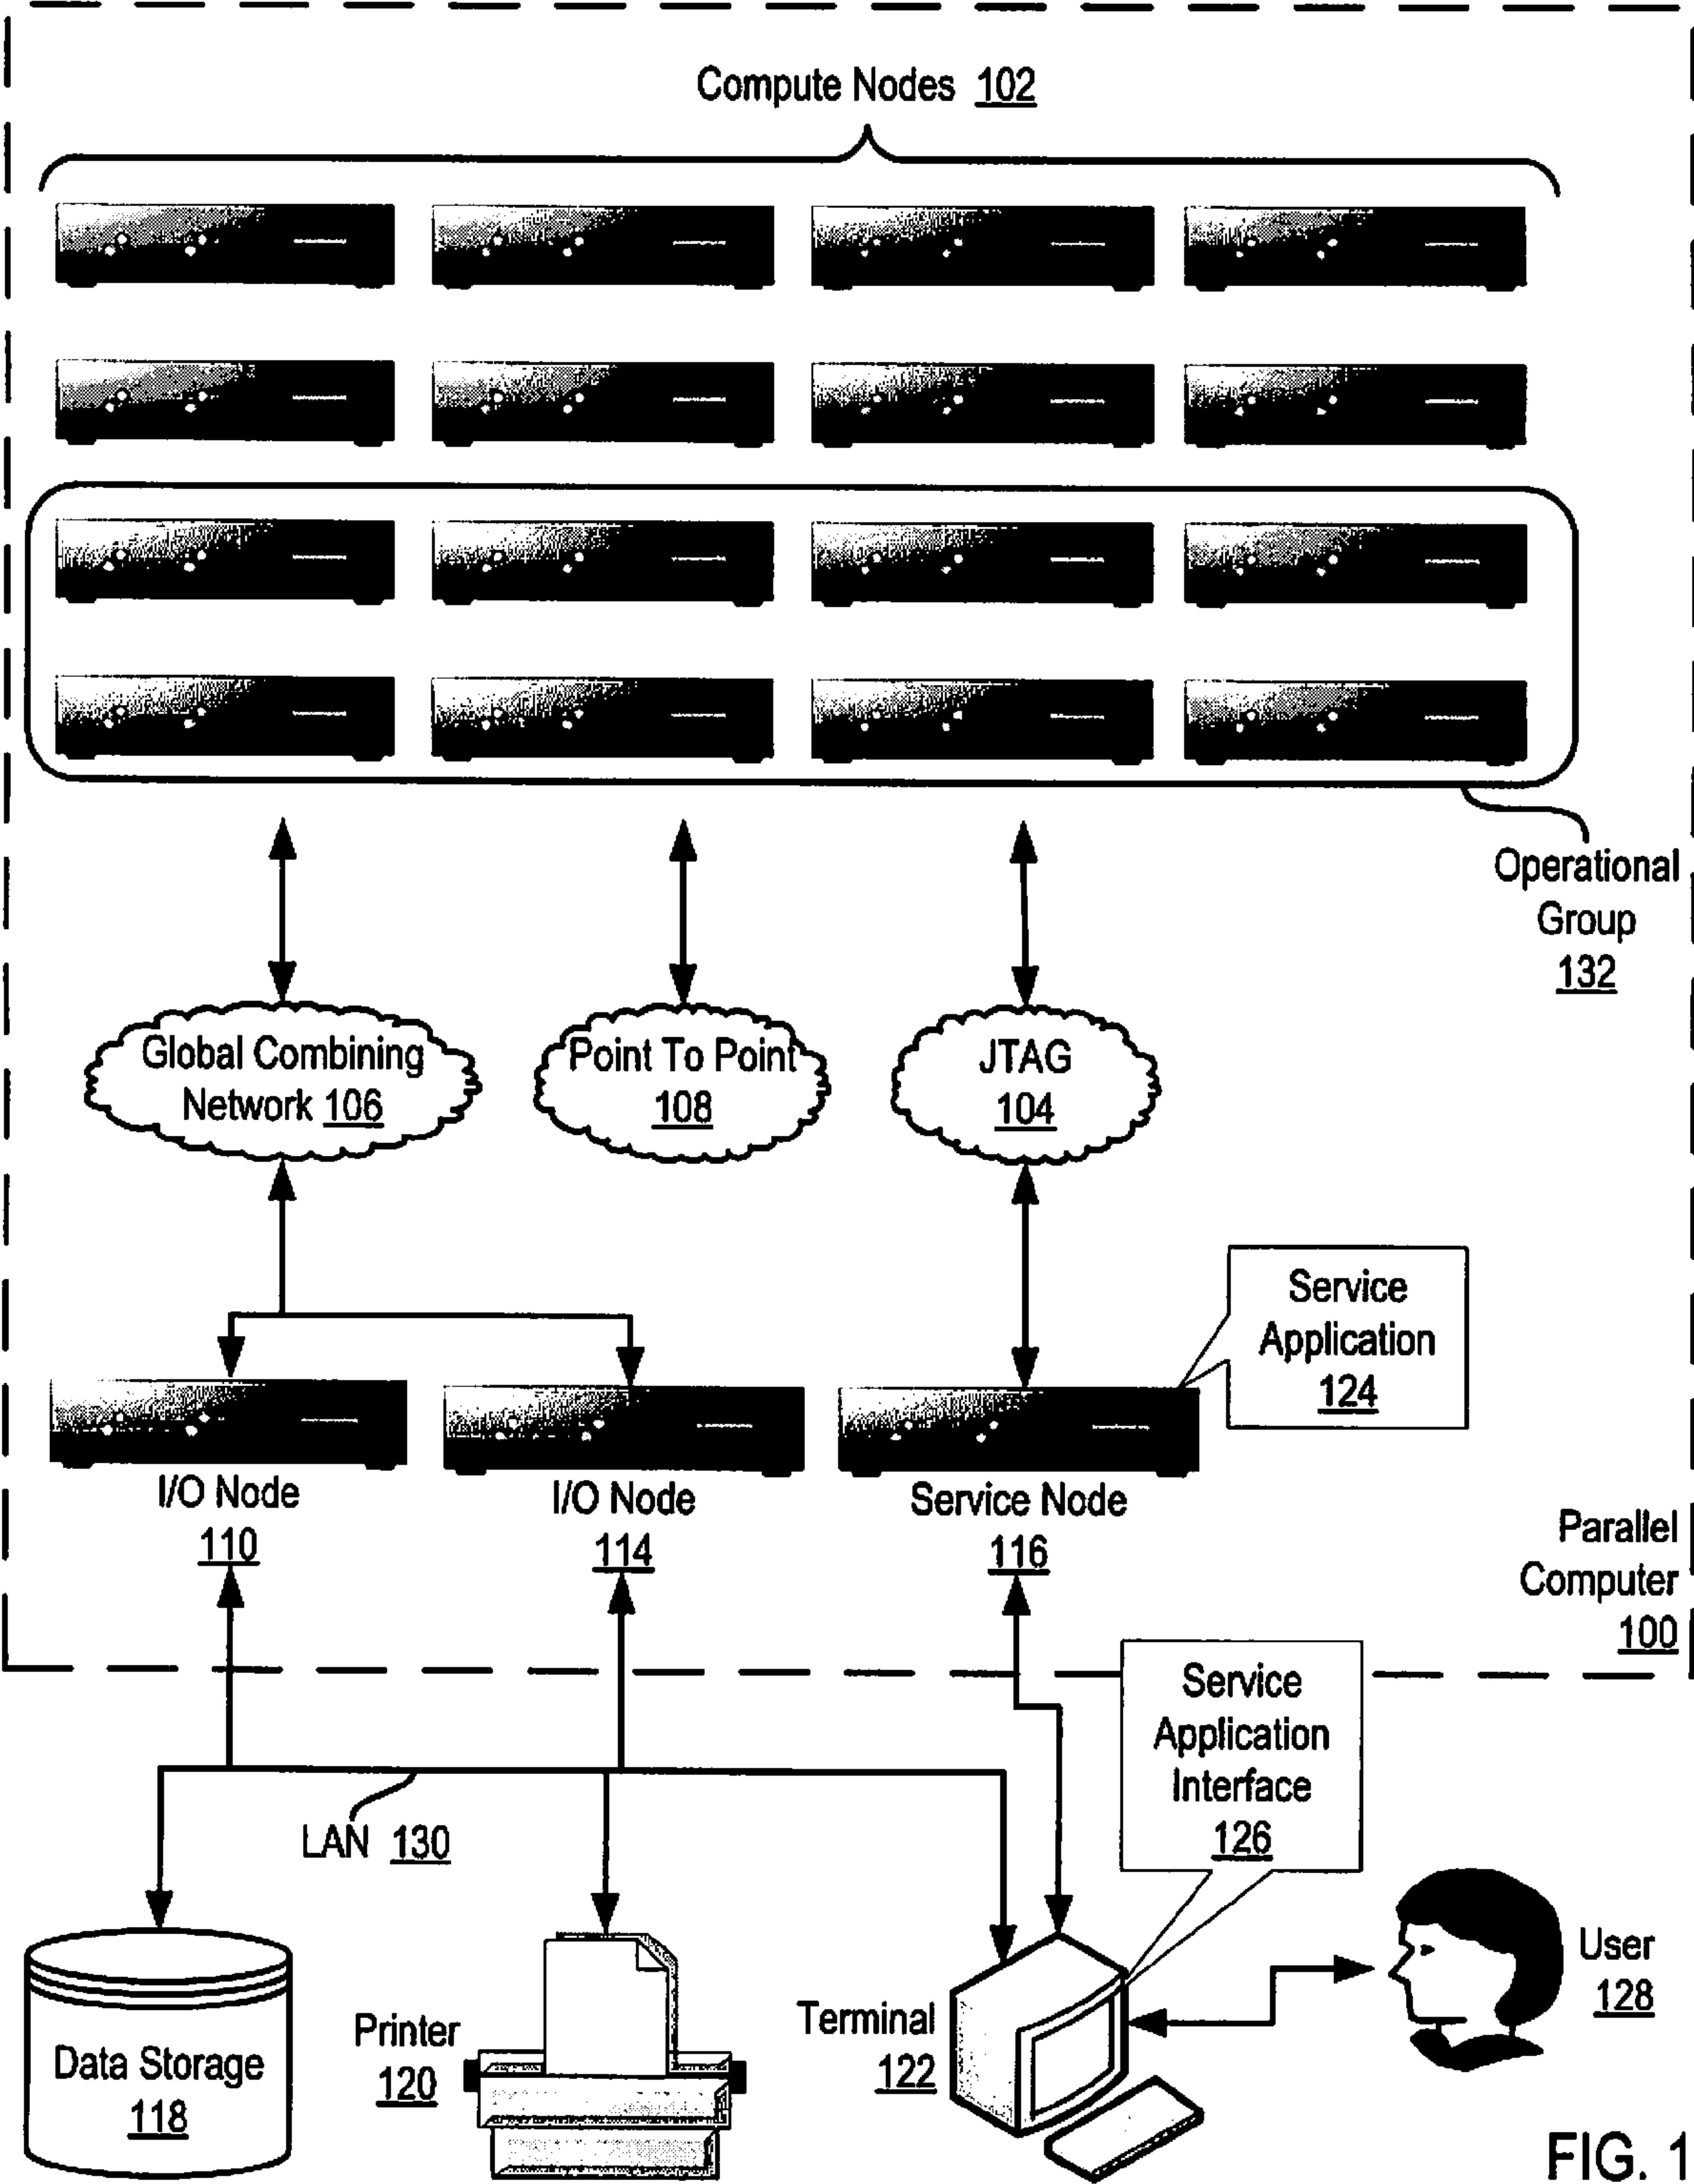 Compute Nodes 102
Operational
Group
132
Global Combining
Network 106
Point To Point
108
JTAG
104
Service
Application
124
I/O Node
110
I/O Node
114
Service Node
116
Parallel
Computer
100
Service
Application
Interface
126
LAN 130
Data Storage
118
Printer
120
Terminal
122
User
128
FIG. 1